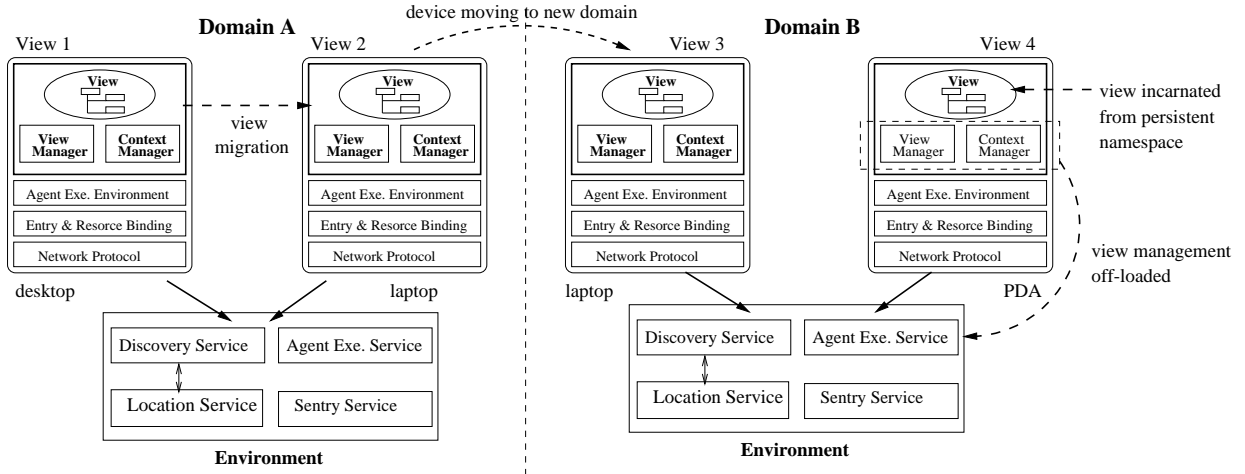 device moving to new domain
Domain A
Domain B
View 1
View 2
View 3
View 4
View
View
Manager
Context
Manager
Agent Exe. Environment
Entry & Resorce Binding
Network Protocol
desktop
view
migration
View
View
Manager
Context
Manager
Agent Exe. Environment
Entry & Resorce Binding
Network Protocol
laptop
Discovery Service
Agent Exe. Service
Location Service
Sentry Service
Environment
View
View
Manager
Context
Manager
Agent Exe. Environment
Entry & Resorce Binding
Network Protocol
laptop
View
View
Manager
Context
Manager
Agent Exe. Environment
Entry & Resorce Binding
Network Protocol
PDA
view incarnated
from persistent
namespace
view management
off-loaded
Discovery Service
Agent Exe. Service
Location Service
Sentry Service
Environment